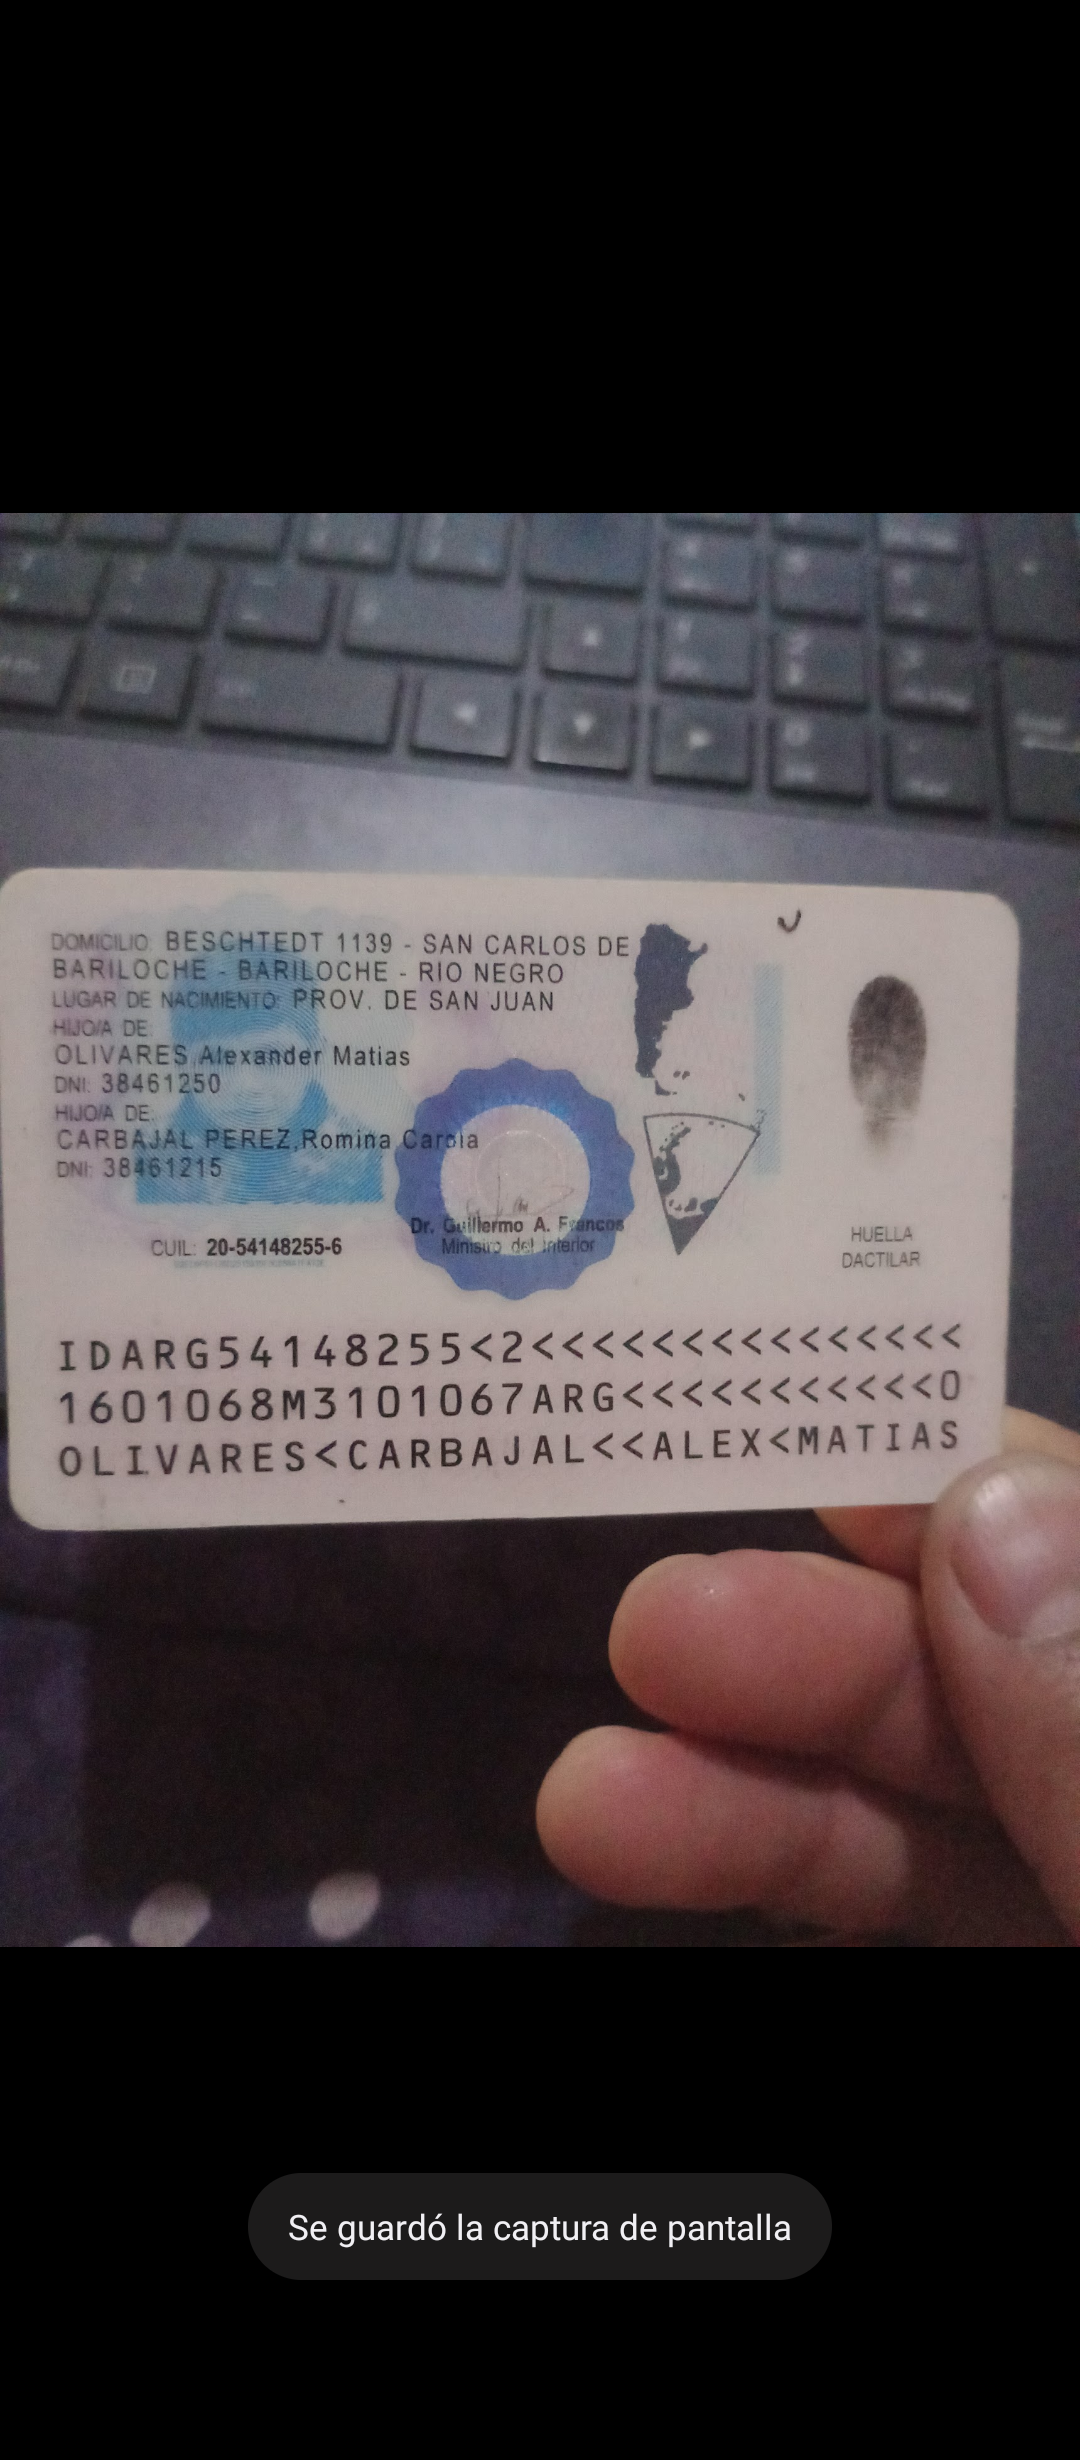 DOMICILIO: BESCHTEDT 1139 - SAN CARLOS DE
BARILOCHE - BARILOCHE - RIO NEGRO
LUGAR DE NACIMIENTO: PROV. DE SAN JUAN
HIJO/A DE:
OLIVARES,Alexander Matias
DNI: 38461250
HIJO/A DE:
CARBAJAL PEREZ,Romina Carola
DNI: 38461215
Dr. Guillermo A. Francos
Ministro del Interior
CUIL: 20-54148255-6
HUELLA
DACTILAR
IDARG54148255<2<<<<<<<<<<<<<<<
1601068M3101067ARG<<<<<<<<<<<0
OLIVARES<CARBAJAL<<ALEX<MATIAS
Se guardó la captura de pantalla